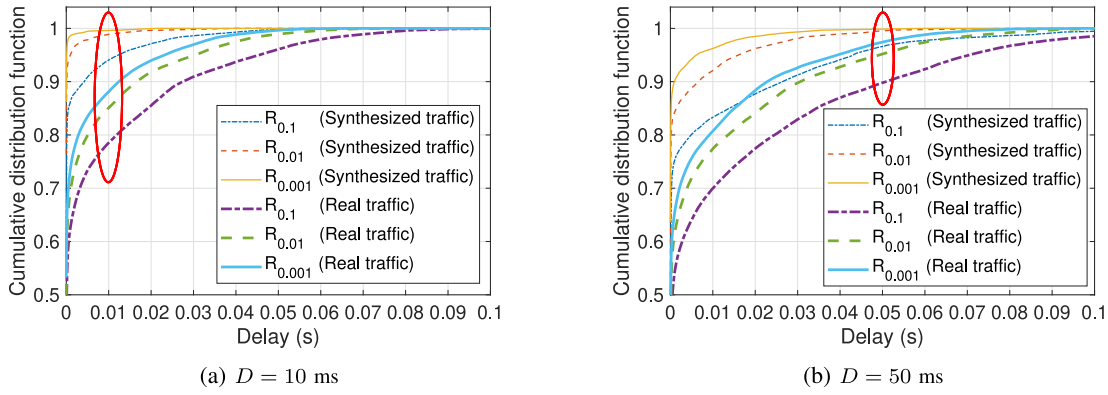 Cumulative distribution function
1
0.9
0.8
0.7
0.6
0.5
R0.1 (Synthesized traffic)
R0.01 (Synthesized traffic)
R0.001 (Synthesized traffic)
R0.1 (Real traffic)
R0.01 (Real traffic)
R0.001 (Real traffic)
0 0.01 0.02 0.03 0.04 0.05 0.06 0.07 0.08 0.09 0.1
Delay (s)
(a) D = 10 ms
Cumulative distribution function
1
0.9
0.8
0.7
0.6
0.5
R0.1 (Synthesized traffic)
R0.01 (Synthesized traffic)
R0.001 (Synthesized traffic)
R0.1 (Real traffic)
R0.01 (Real traffic)
R0.001 (Real traffic)
0 0.01 0.02 0.03 0.04 0.05 0.06 0.07 0.08 0.09 0.1
Delay (s)
(b) D = 50 ms